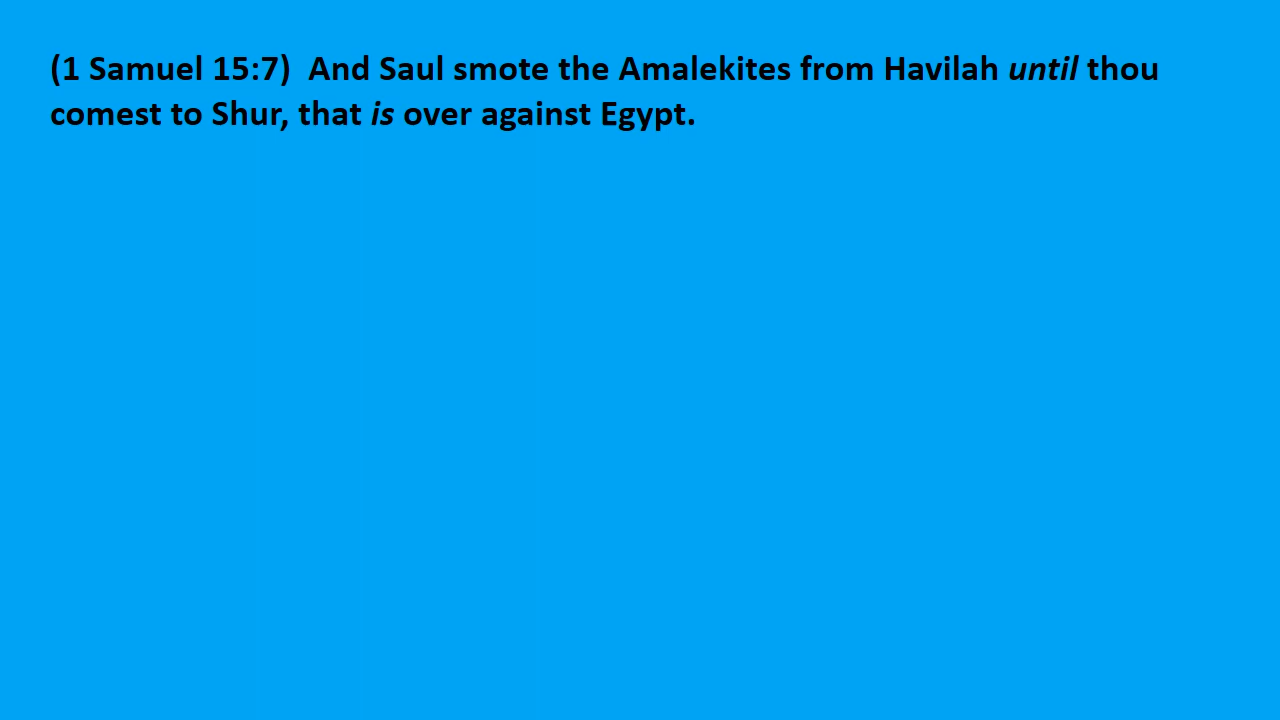 (1 Samuel 15:7)  And Saul smote the Amalekites from Havilah until thou
comest to Shur, that is over against Egypt.